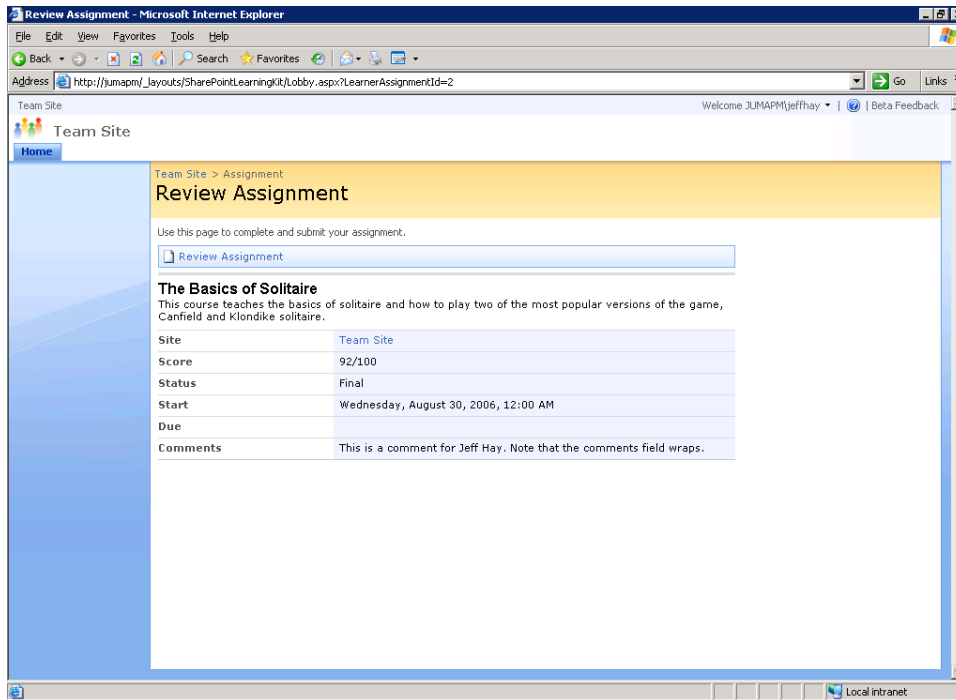 Review Assignment - Microsoft Internet Explorer
File Edit View Favorites Tools Help
Back Search Favorites
Address http://jumapm/_layouts/SharePointLearningKit/Lobby.aspx?LearnerAssignmentId=2 Go Links
Team Site Welcome JUMAPM\jeffhay | Beta Feedback
Team Site
Home
Team Site > Assignment
Review Assignment
Use this page to complete and submit your assignment.
Review Assignment
The Basics of Solitaire
This course teaches the basics of solitaire and how to play two of the most popular versions of the game,
Canfield and Klondike solitaire.
Site Team Site
Score 92/100
Status Final
Start Wednesday, August 30, 2006, 12:00 AM
Due
Comments This is a comment for Jeff Hay. Note that the comments field wraps.
Local intranet